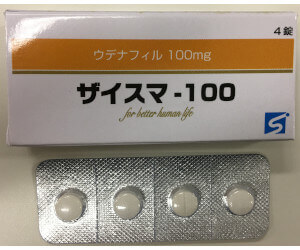 4錠
ウデナフィル 100mg
ザイスマ -100
for better human life